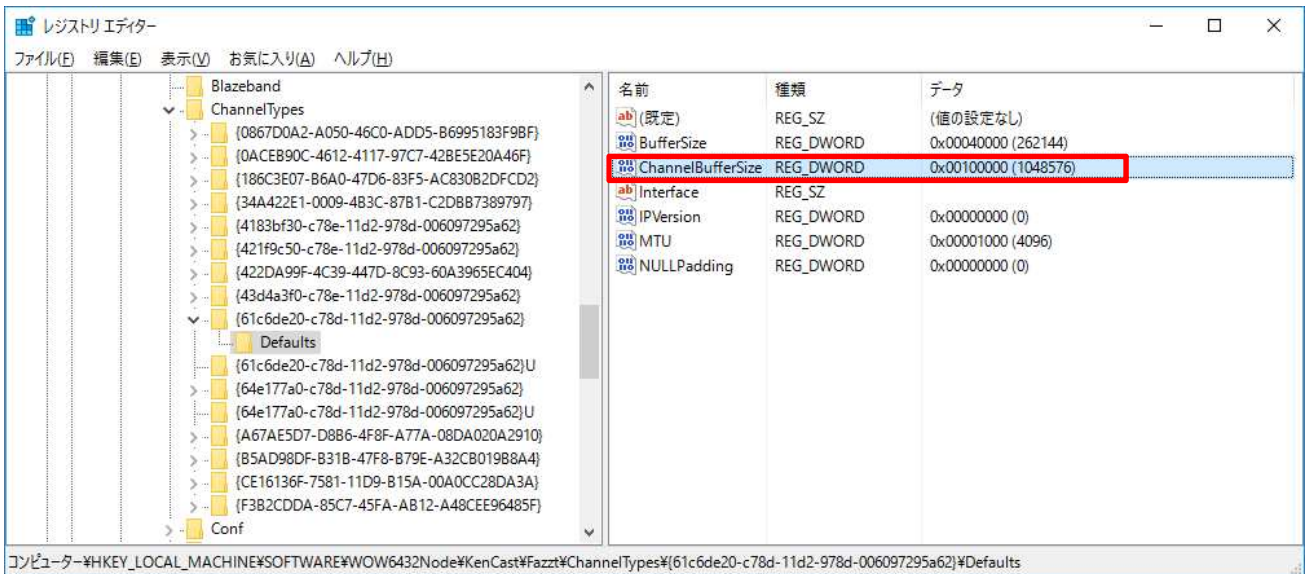 レジストリ エディター
ファイル(F) 編集(E) 表示(V) お気に入り(A) ヘルプ(H)
Blazeband
ChannelTypes
{0867D0A2-A050-46C0-ADD5-B6995183F9BF}
{0ACEB90C-4612-4117-97C7-42BE5E20A46F}
{186C3E07-B6A0-47D6-83F5-AC830B2DFCD2}
{34A422E1-0009-4B3C-87B1-C2DBB7389797}
{4183bf30-c78e-11d2-978d-006097295a62}
{421f9c50-c78e-11d2-978d-006097295a62}
{422DA99F-4C39-447D-8C93-60A3965EC404}
{43d4a3f0-c78e-11d2-978d-006097295a62}
{61c6de20-c78d-11d2-978d-006097295a62}
Defaults
{61c6de20-c78d-11d2-978d-006097295a62}U
{64e177a0-c78d-11d2-978d-006097295a62}
{64e177a0-c78d-11d2-978d-006097295a62}U
{A67AE5D7-D8B6-4F8F-A77A-08DA020A2910}
{B5AD98DF-B31B-47F8-B79E-A32CB019B8A4}
{CE16136F-7581-11D9-B15A-00A0CC28DA3A}
{F3B2CDDA-85C7-45FA-AB12-A48CEE96485F}
Conf
名前 種類 データ
(既定) REG_SZ (値の設定なし)
BufferSize REG_DWORD 0x00040000 (262144)
ChannelBufferSize REG_DWORD 0x00100000 (1048576)
Interface REG_SZ
IPVersion REG_DWORD 0x00000000 (0)
MTU REG_DWORD 0x00001000 (4096)
NULLPadding REG_DWORD 0x00000000 (0)
コンピューター¥HKEY_LOCAL_MACHINE¥SOFTWARE¥WOW6432Node¥KenCast¥Fazzt¥ChannelTypes¥{61c6de20-c78d-11d2-978d-006097295a62}¥Defaults